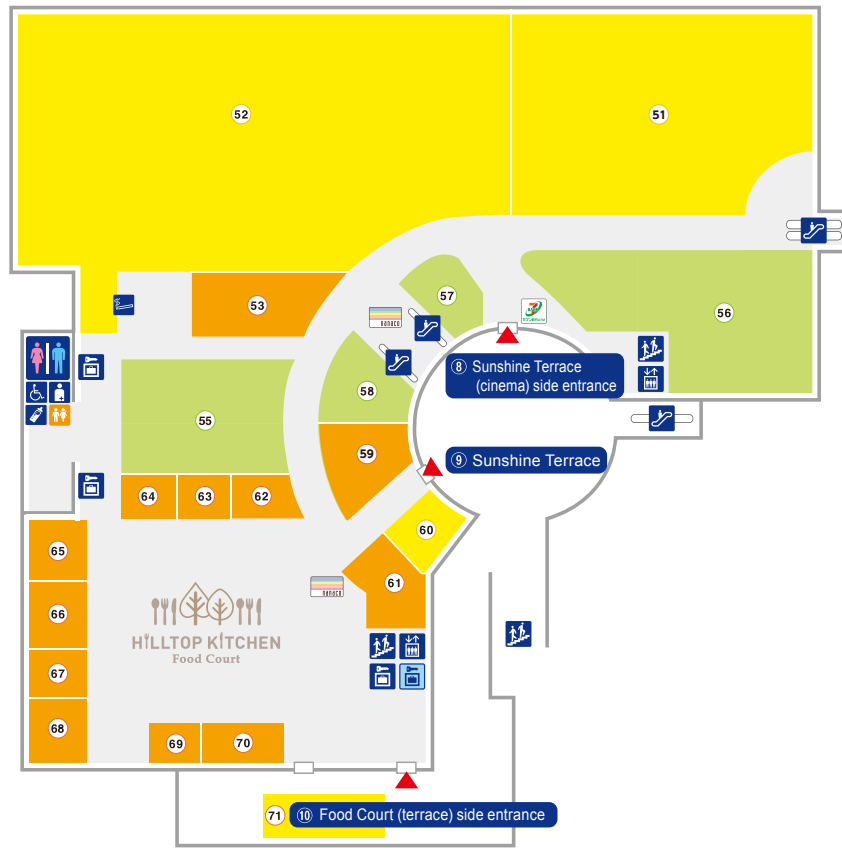 52
51
53
57
56
nanaco
58
⑧ Sunshine Terrace
(cinema) side entrance
55
59
⑨ Sunshine Terrace
64
63
62
60
65
61
nanaco
66
HILLTOP KITCHEN
Food Court
67
68
69
70
71
⑩ Food Court (terrace) side entrance